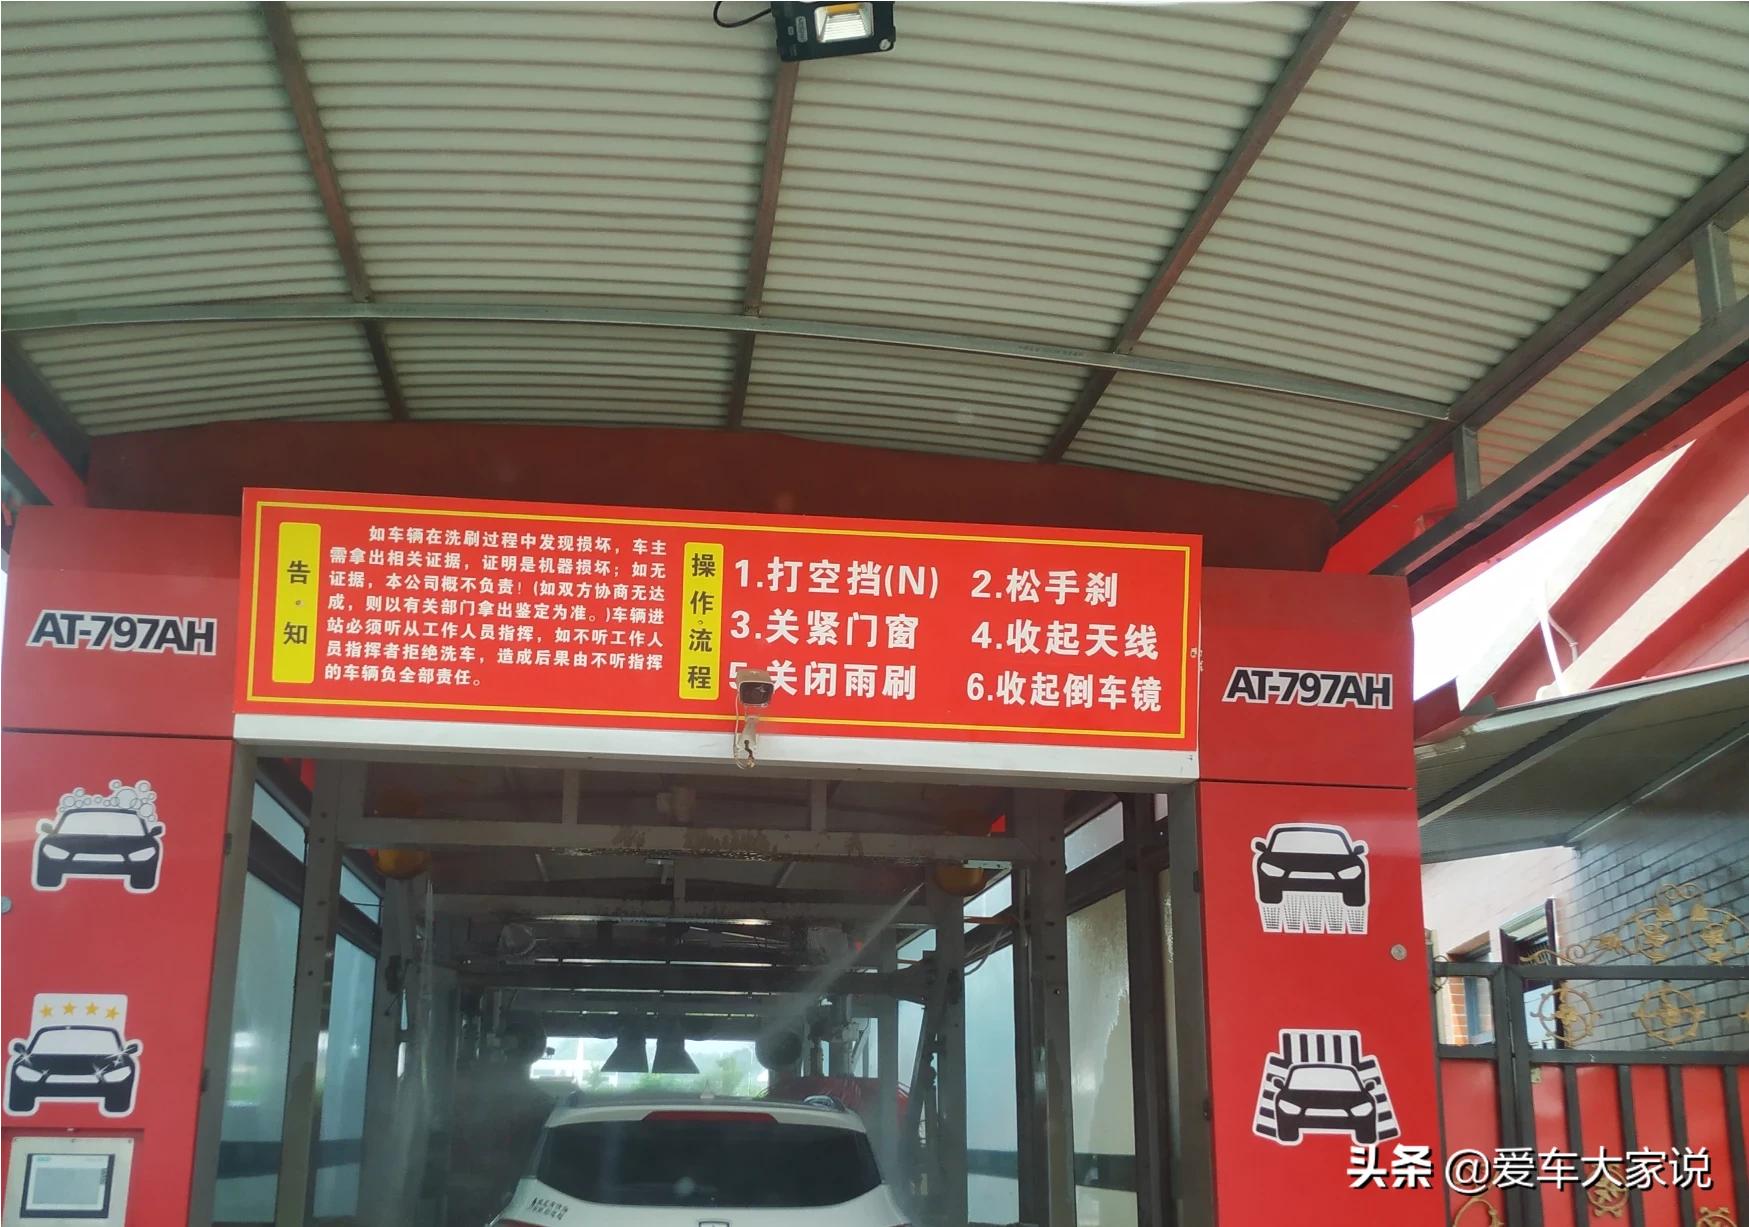 告·知
如车辆在洗刷过程中发现损坏，车主
需拿出相关证据，证明是机器损坏；如无
证据，本公司概不负责！(如双方协商无达
成，则以有关部门拿出鉴定为准。)车辆进
站必须听从工作人员指挥，如不听工作人
员指挥者拒绝洗车，造成后果由不听指挥
的车辆负全部责任。
操作·流程
1.打空挡(N) 2.松手刹
3.关紧门窗 4.收起天线
5.关闭雨刷 6.收起倒车镜
AT-797AH
AT-797AH
头条 @爱车大家说